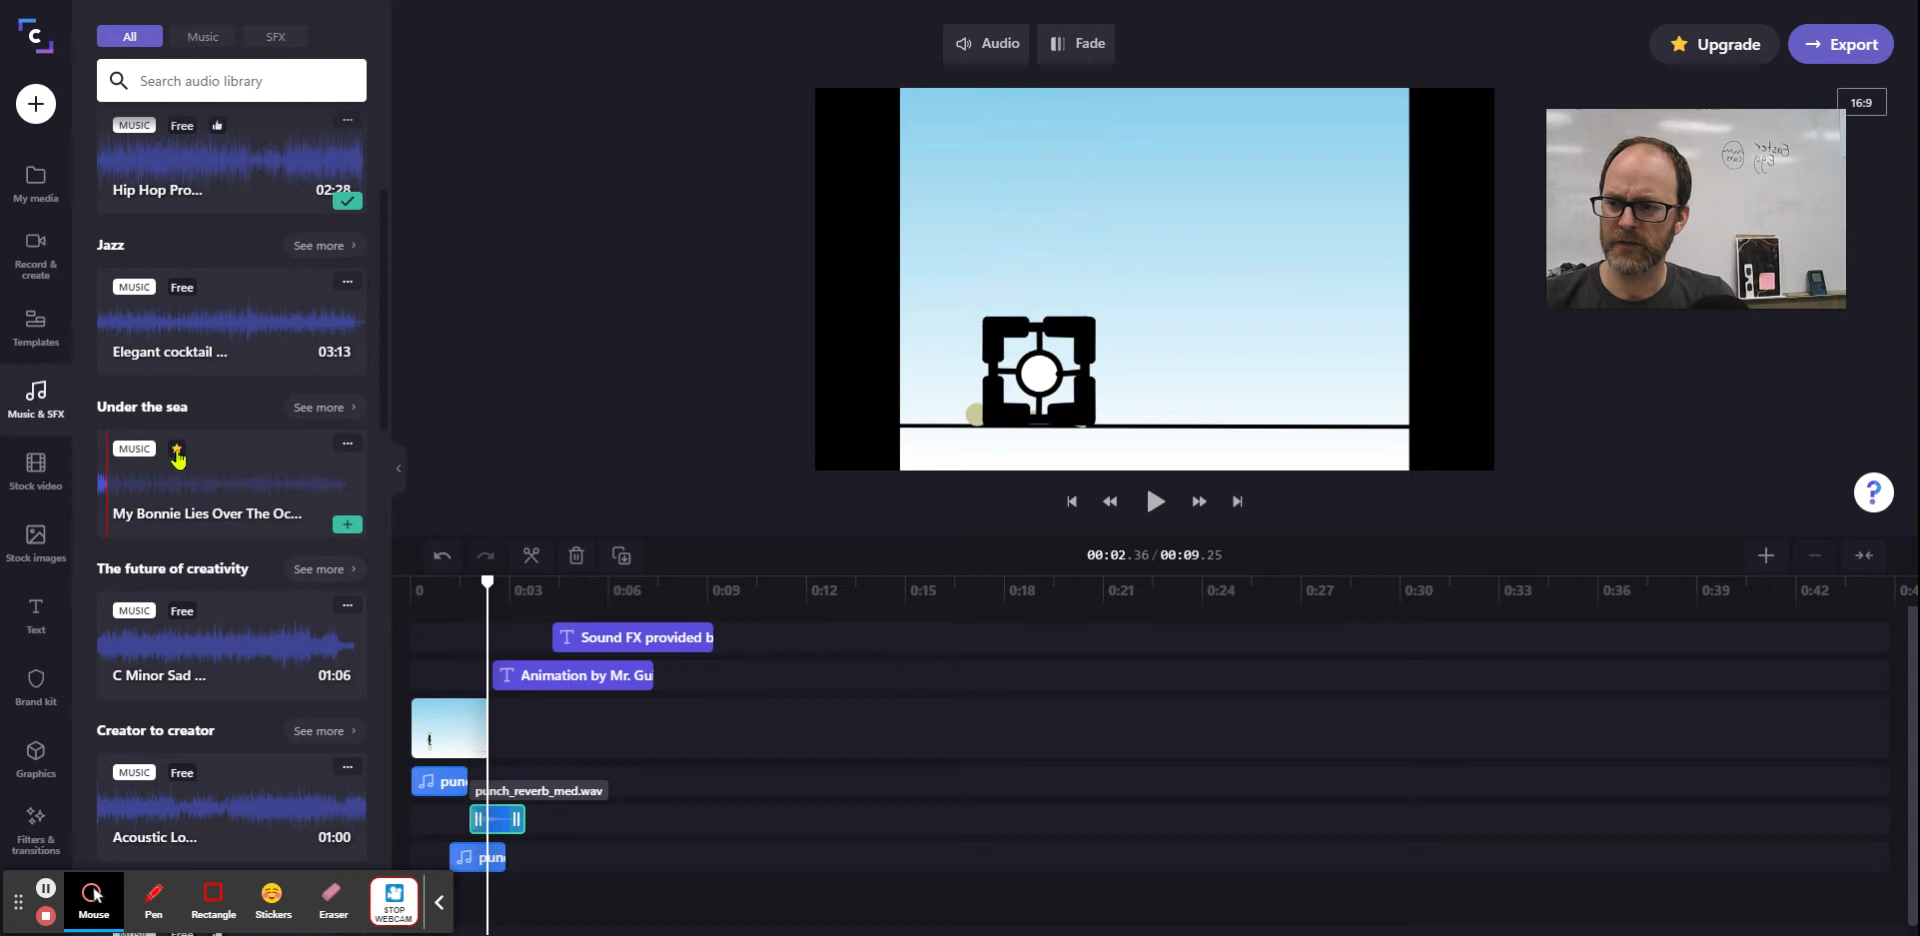 C
All
Music
SFX
Search audio library
MUSIC
Free
Hip Hop Pro...
02:28
Jazz
See more
MUSIC
Free
Elegant cocktail ...
03:13
Under the sea
See more
MUSIC
My Bonnie Lies Over The Oc...
The future of creativity
See more
MUSIC
Free
C Minor Sad ...
01:06
Creator to creator
See more
MUSIC
Free
Acoustic Lo...
01:00
My media
Record &
create
Templates
Music & SFX
Stock video
Stock images
Text
Brand kit
Graphics
Filters &
transitions
Audio
Fade
Upgrade
Export
16:9
Easter
Egg
?
00:02.36/00:09.25
0
0:03
0:06
0:09
0:12
0:15
0:18
0:21
0:24
0:27
0:30
0:33
0:36
0:39
0:42
0:4
T Sound FX provided b
T Animation by Mr. Gu
pun
punch_reverb_med.wav
pun
Mouse
Pen
Rectangle
Stickers
Eraser
STOP
WEBCAM